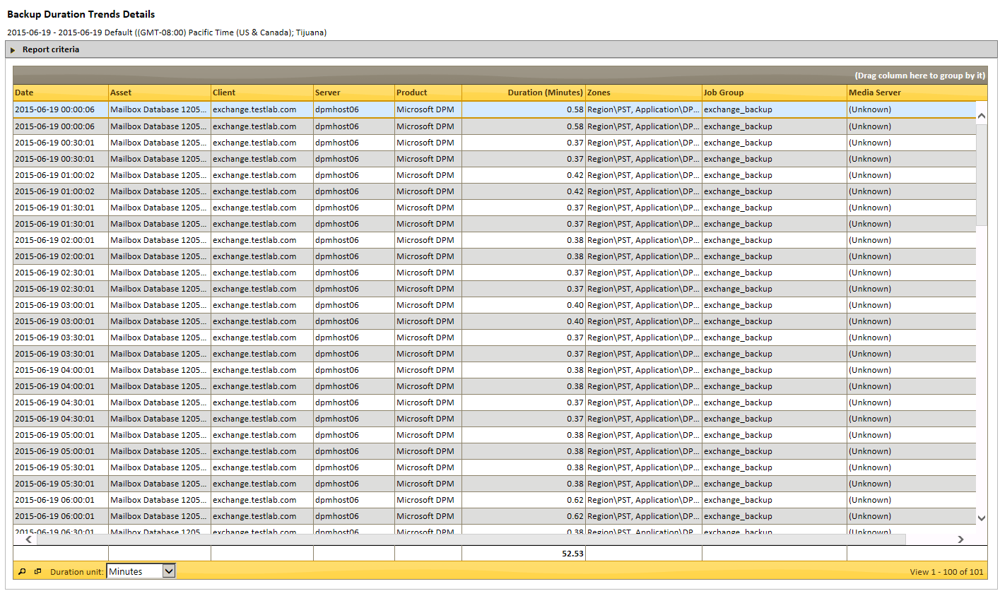 Backup Duration Trends Details
2015-06-19 - 2015-06-19 Default ((GMT-08:00) Pacific Time (US & Canada); Tijuana)
Report criteria
(Drag column here to group by it)
Date Asset Client Server Product Duration (Minutes) Zones Job Group Media Server
2015-06-19 00:00:06 Mailbox Database 1205... exchange.testlab.com dpmhost06 Microsoft DPM 0.58 Region\PST, Application\DP... exchange_backup (Unknown)
2015-06-19 00:00:06 Mailbox Database 1205... exchange.testlab.com dpmhost06 Microsoft DPM 0.58 Region\PST, Application\DP... exchange_backup (Unknown)
2015-06-19 00:30:01 Mailbox Database 1205... exchange.testlab.com dpmhost06 Microsoft DPM 0.37 Region\PST, Application\DP... exchange_backup (Unknown)
2015-06-19 00:30:01 Mailbox Database 1205... exchange.testlab.com dpmhost06 Microsoft DPM 0.37 Region\PST, Application\DP... exchange_backup (Unknown)
2015-06-19 01:00:02 Mailbox Database 1205... exchange.testlab.com dpmhost06 Microsoft DPM 0.42 Region\PST, Application\DP... exchange_backup (Unknown)
2015-06-19 01:00:02 Mailbox Database 1205... exchange.testlab.com dpmhost06 Microsoft DPM 0.42 Region\PST, Application\DP... exchange_backup (Unknown)
2015-06-19 01:30:01 Mailbox Database 1205... exchange.testlab.com dpmhost06 Microsoft DPM 0.37 Region\PST, Application\DP... exchange_backup (Unknown)
2015-06-19 01:30:01 Mailbox Database 1205... exchange.testlab.com dpmhost06 Microsoft DPM 0.37 Region\PST, Application\DP... exchange_backup (Unknown)
2015-06-19 02:00:01 Mailbox Database 1205... exchange.testlab.com dpmhost06 Microsoft DPM 0.38 Region\PST, Application\DP... exchange_backup (Unknown)
2015-06-19 02:00:01 Mailbox Database 1205... exchange.testlab.com dpmhost06 Microsoft DPM 0.38 Region\PST, Application\DP... exchange_backup (Unknown)
2015-06-19 02:30:01 Mailbox Database 1205... exchange.testlab.com dpmhost06 Microsoft DPM 0.37 Region\PST, Application\DP... exchange_backup (Unknown)
2015-06-19 02:30:01 Mailbox Database 1205... exchange.testlab.com dpmhost06 Microsoft DPM 0.37 Region\PST, Application\DP... exchange_backup (Unknown)
2015-06-19 03:00:01 Mailbox Database 1205... exchange.testlab.com dpmhost06 Microsoft DPM 0.40 Region\PST, Application\DP... exchange_backup (Unknown)
2015-06-19 03:00:01 Mailbox Database 1205... exchange.testlab.com dpmhost06 Microsoft DPM 0.40 Region\PST, Application\DP... exchange_backup (Unknown)
2015-06-19 03:30:01 Mailbox Database 1205... exchange.testlab.com dpmhost06 Microsoft DPM 0.37 Region\PST, Application\DP... exchange_backup (Unknown)
2015-06-19 03:30:01 Mailbox Database 1205... exchange.testlab.com dpmhost06 Microsoft DPM 0.37 Region\PST, Application\DP... exchange_backup (Unknown)
2015-06-19 04:00:01 Mailbox Database 1205... exchange.testlab.com dpmhost06 Microsoft DPM 0.38 Region\PST, Application\DP... exchange_backup (Unknown)
2015-06-19 04:00:01 Mailbox Database 1205... exchange.testlab.com dpmhost06 Microsoft DPM 0.38 Region\PST, Application\DP... exchange_backup (Unknown)
2015-06-19 04:30:01 Mailbox Database 1205... exchange.testlab.com dpmhost06 Microsoft DPM 0.37 Region\PST, Application\DP... exchange_backup (Unknown)
2015-06-19 04:30:01 Mailbox Database 1205... exchange.testlab.com dpmhost06 Microsoft DPM 0.37 Region\PST, Application\DP... exchange_backup (Unknown)
2015-06-19 05:00:01 Mailbox Database 1205... exchange.testlab.com dpmhost06 Microsoft DPM 0.38 Region\PST, Application\DP... exchange_backup (Unknown)
2015-06-19 05:00:01 Mailbox Database 1205... exchange.testlab.com dpmhost06 Microsoft DPM 0.38 Region\PST, Application\DP... exchange_backup (Unknown)
2015-06-19 05:30:01 Mailbox Database 1205... exchange.testlab.com dpmhost06 Microsoft DPM 0.38 Region\PST, Application\DP... exchange_backup (Unknown)
2015-06-19 05:30:01 Mailbox Database 1205... exchange.testlab.com dpmhost06 Microsoft DPM 0.38 Region\PST, Application\DP... exchange_backup (Unknown)
2015-06-19 06:00:01 Mailbox Database 1205... exchange.testlab.com dpmhost06 Microsoft DPM 0.62 Region\PST, Application\DP... exchange_backup (Unknown)
2015-06-19 06:00:01 Mailbox Database 1205... exchange.testlab.com dpmhost06 Microsoft DPM 0.62 Region\PST, Application\DP... exchange_backup (Unknown)
2015-06-19 06:30:01 Mailbox Database 1205... exchange.testlab.com dpmhost06 Microsoft DPM 0.38 Region\PST, Application\DP... exchange_backup (Unknown)
52.53
Duration unit: Minutes View 1 - 100 of 101